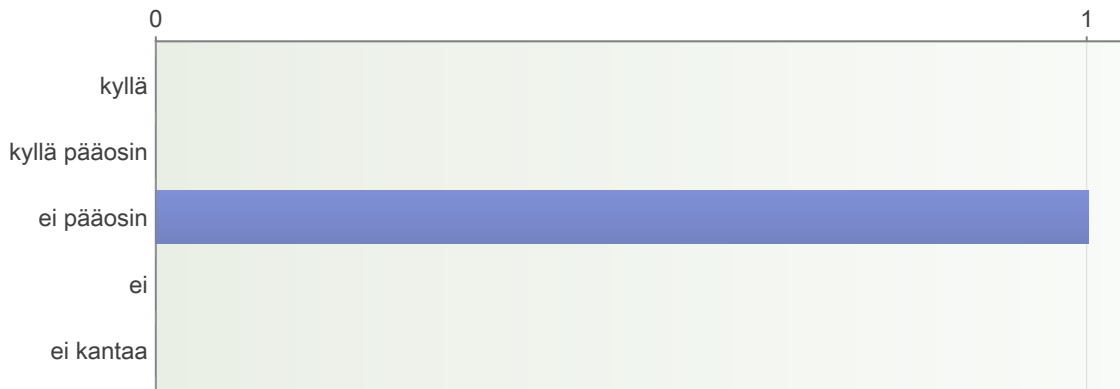 0 1
kyllä
kyllä pääosin
ei pääosin
ei
ei kantaa